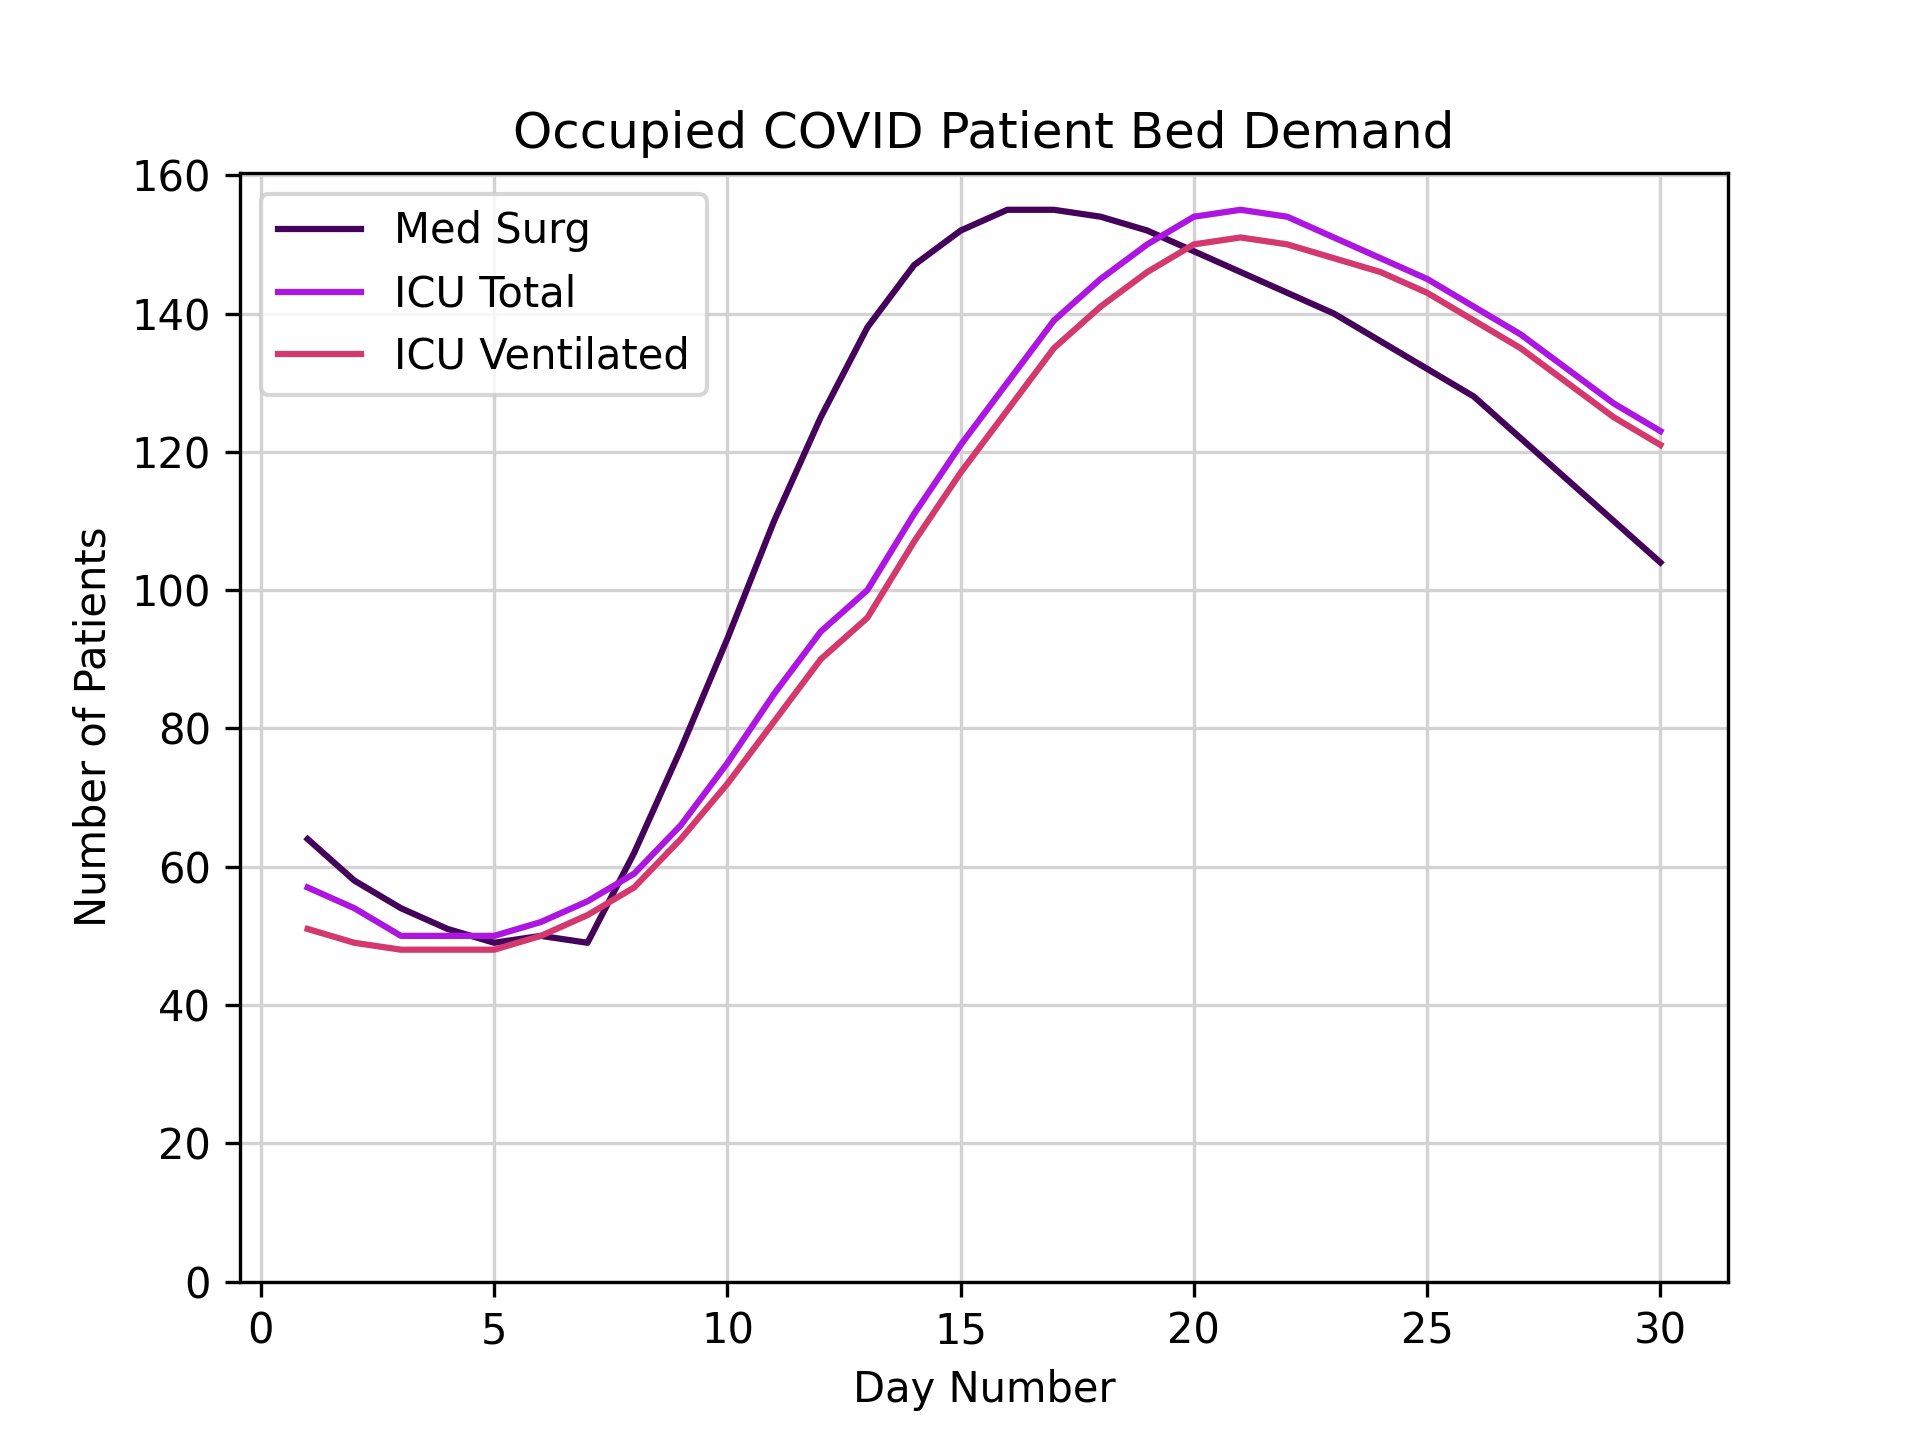 Occupied COVID Patient Bed Demand
160
140
120
100
80
60
40
20
0
Number of Patients
Med Surg
ICU Total
ICU Ventilated
0 5 10 15 20 25 30
Day Number